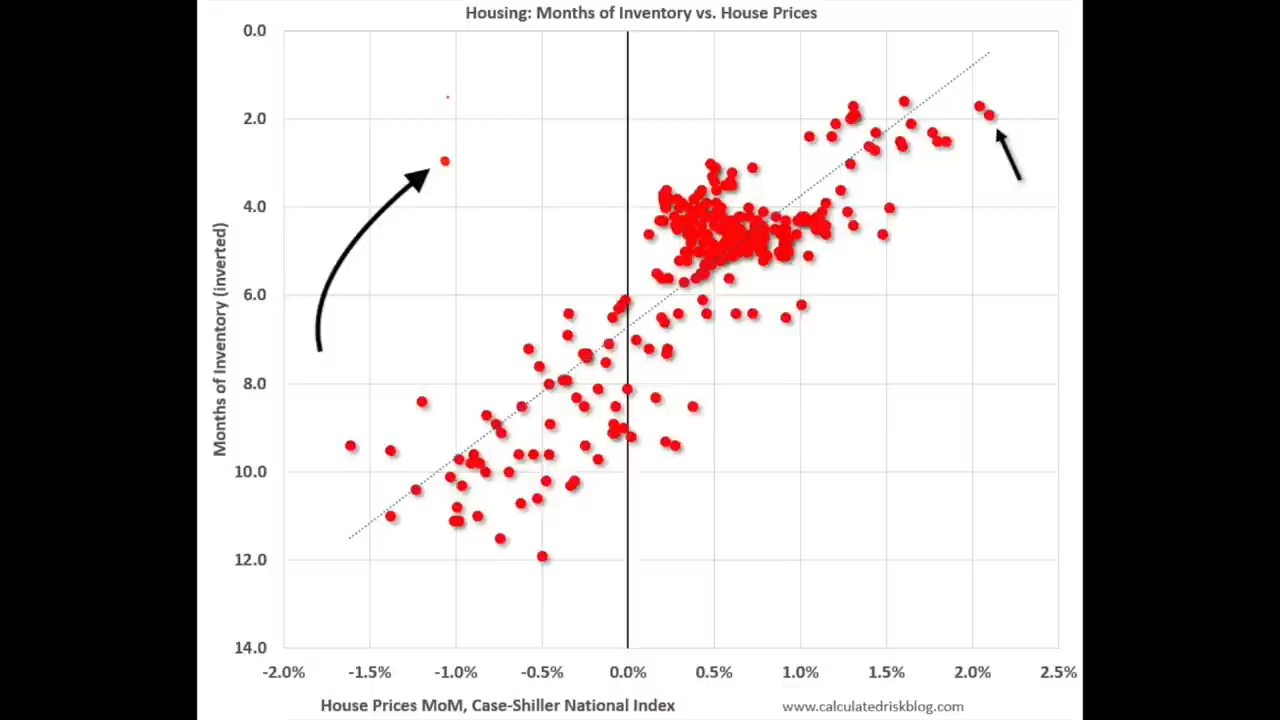 Housing: Months of Inventory vs. House Prices
0.0
2.0
4.0
6.0
8.0
10.0
12.0
14.0
Months of Inventory (inverted)
-2.0% -1.5% -1.0% -0.5% 0.0% 0.5% 1.0% 1.5% 2.0% 2.5%
House Prices MoM, Case-Shiller National Index
www.calculatedriskblog.com